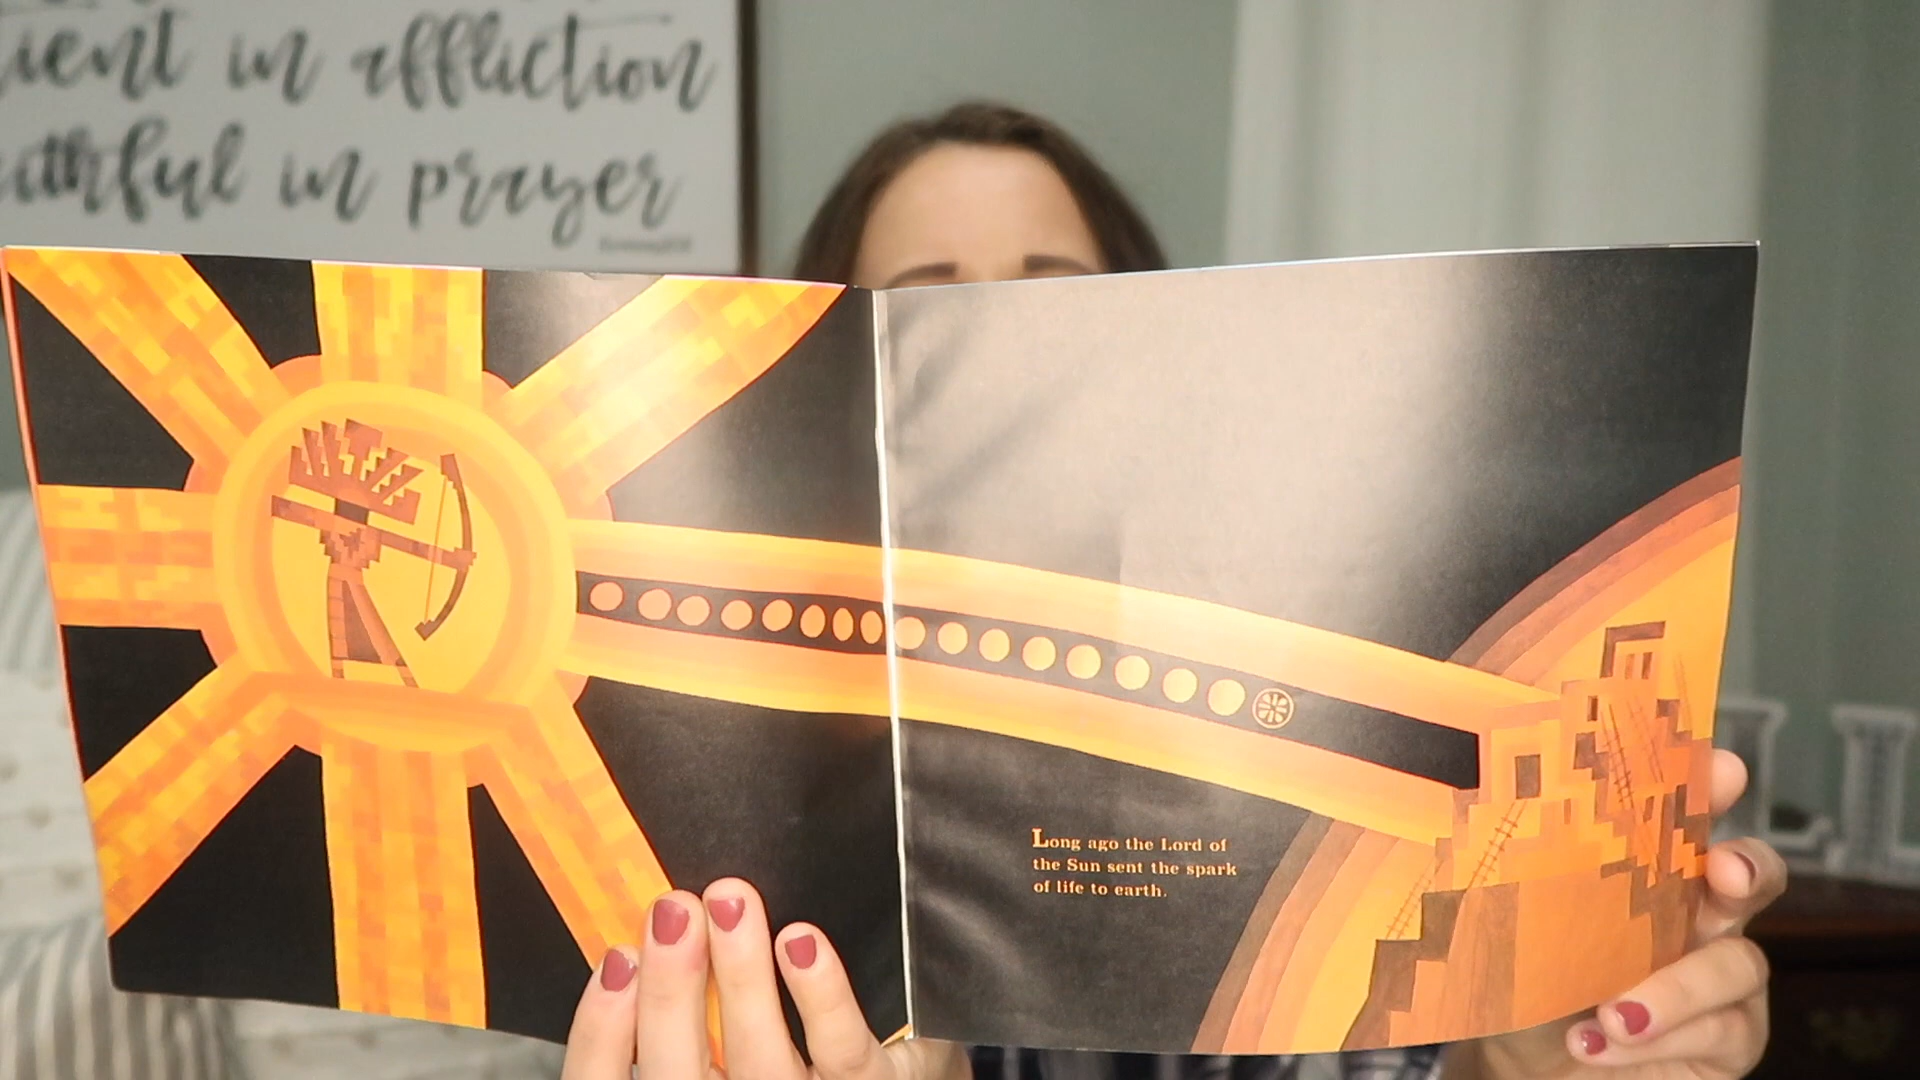 ient in affliction
aithful in prayer
Long ago the Lord of
the Sun sent the spark
of life to earth.